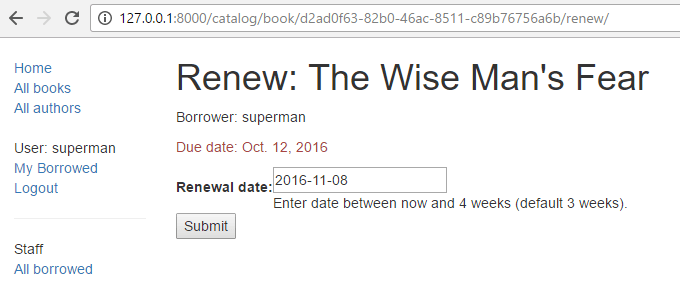 127.0.0.1:8000/catalog/book/d2ad0f63-82b0-46ac-8511-c89b76756a6b/renew/
Home
All books
All authors
User: superman
My Borrowed
Logout
Staff
All borrowed
Renew: The Wise Man's Fear
Borrower: superman
Due date: Oct. 12, 2016
Renewal date: 2016-11-08
Enter date between now and 4 weeks (default 3 weeks).
Submit